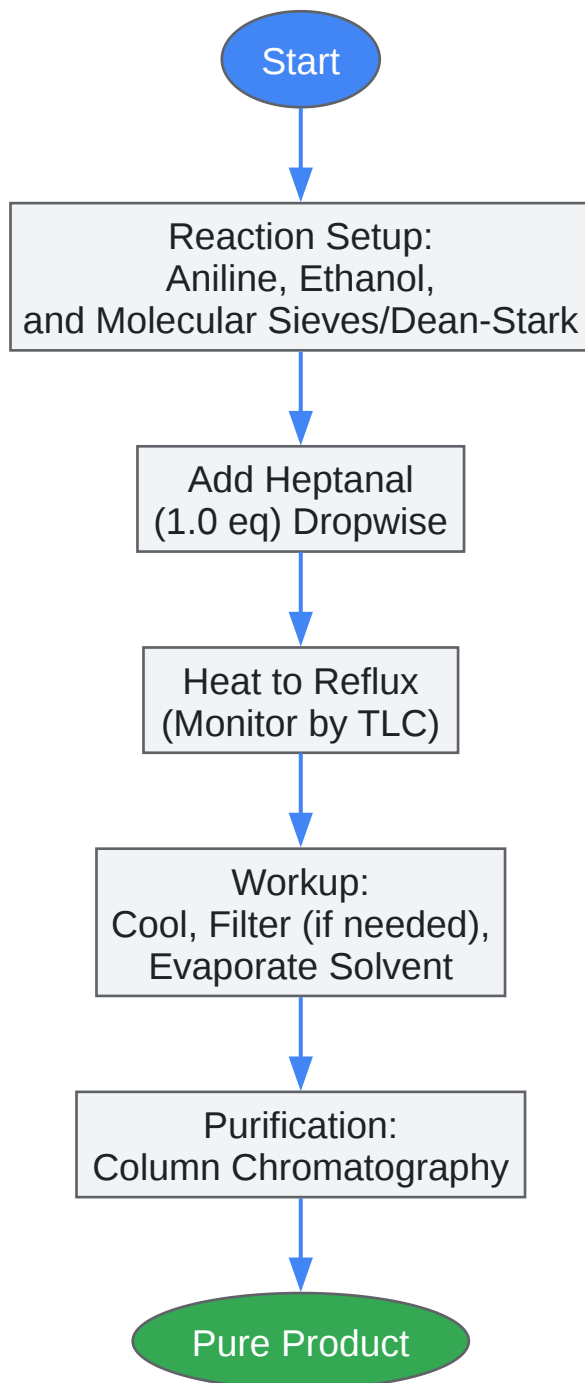 Start
Reaction Setup:
Aniline, Ethanol,
and Molecular Sieves/Dean-Stark
Add Heptanal
(1.0 eq) Dropwise
Heat to Reflux
(Monitor by TLC)
Workup:
Cool, Filter (if needed),
Evaporate Solvent
Purification:
Column Chromatography
Pure Product